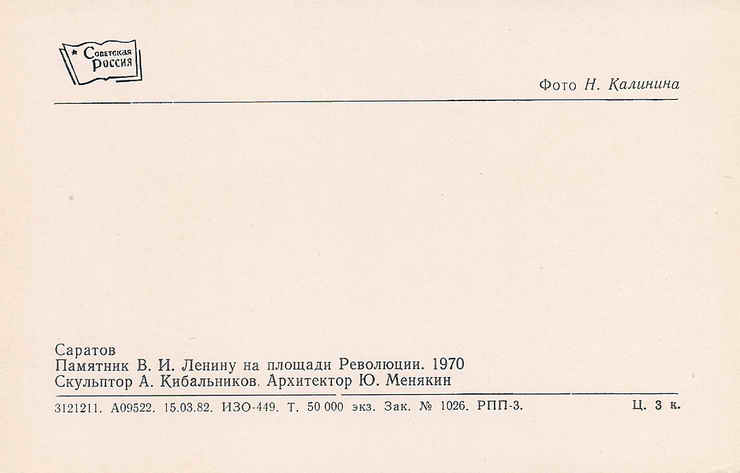 Советская
Россия
Фото Н. Калинина
Саратов
Памятник В. И. Ленину на площади Революции. 1970
Скульптор А. Кибальников. Архитектор Ю. Менякин
3121211. А09522. 15.03.82. ИЗО-449. Т. 50 000 экз. Зак. № 1026. РПП-3. Ц. 3 к.